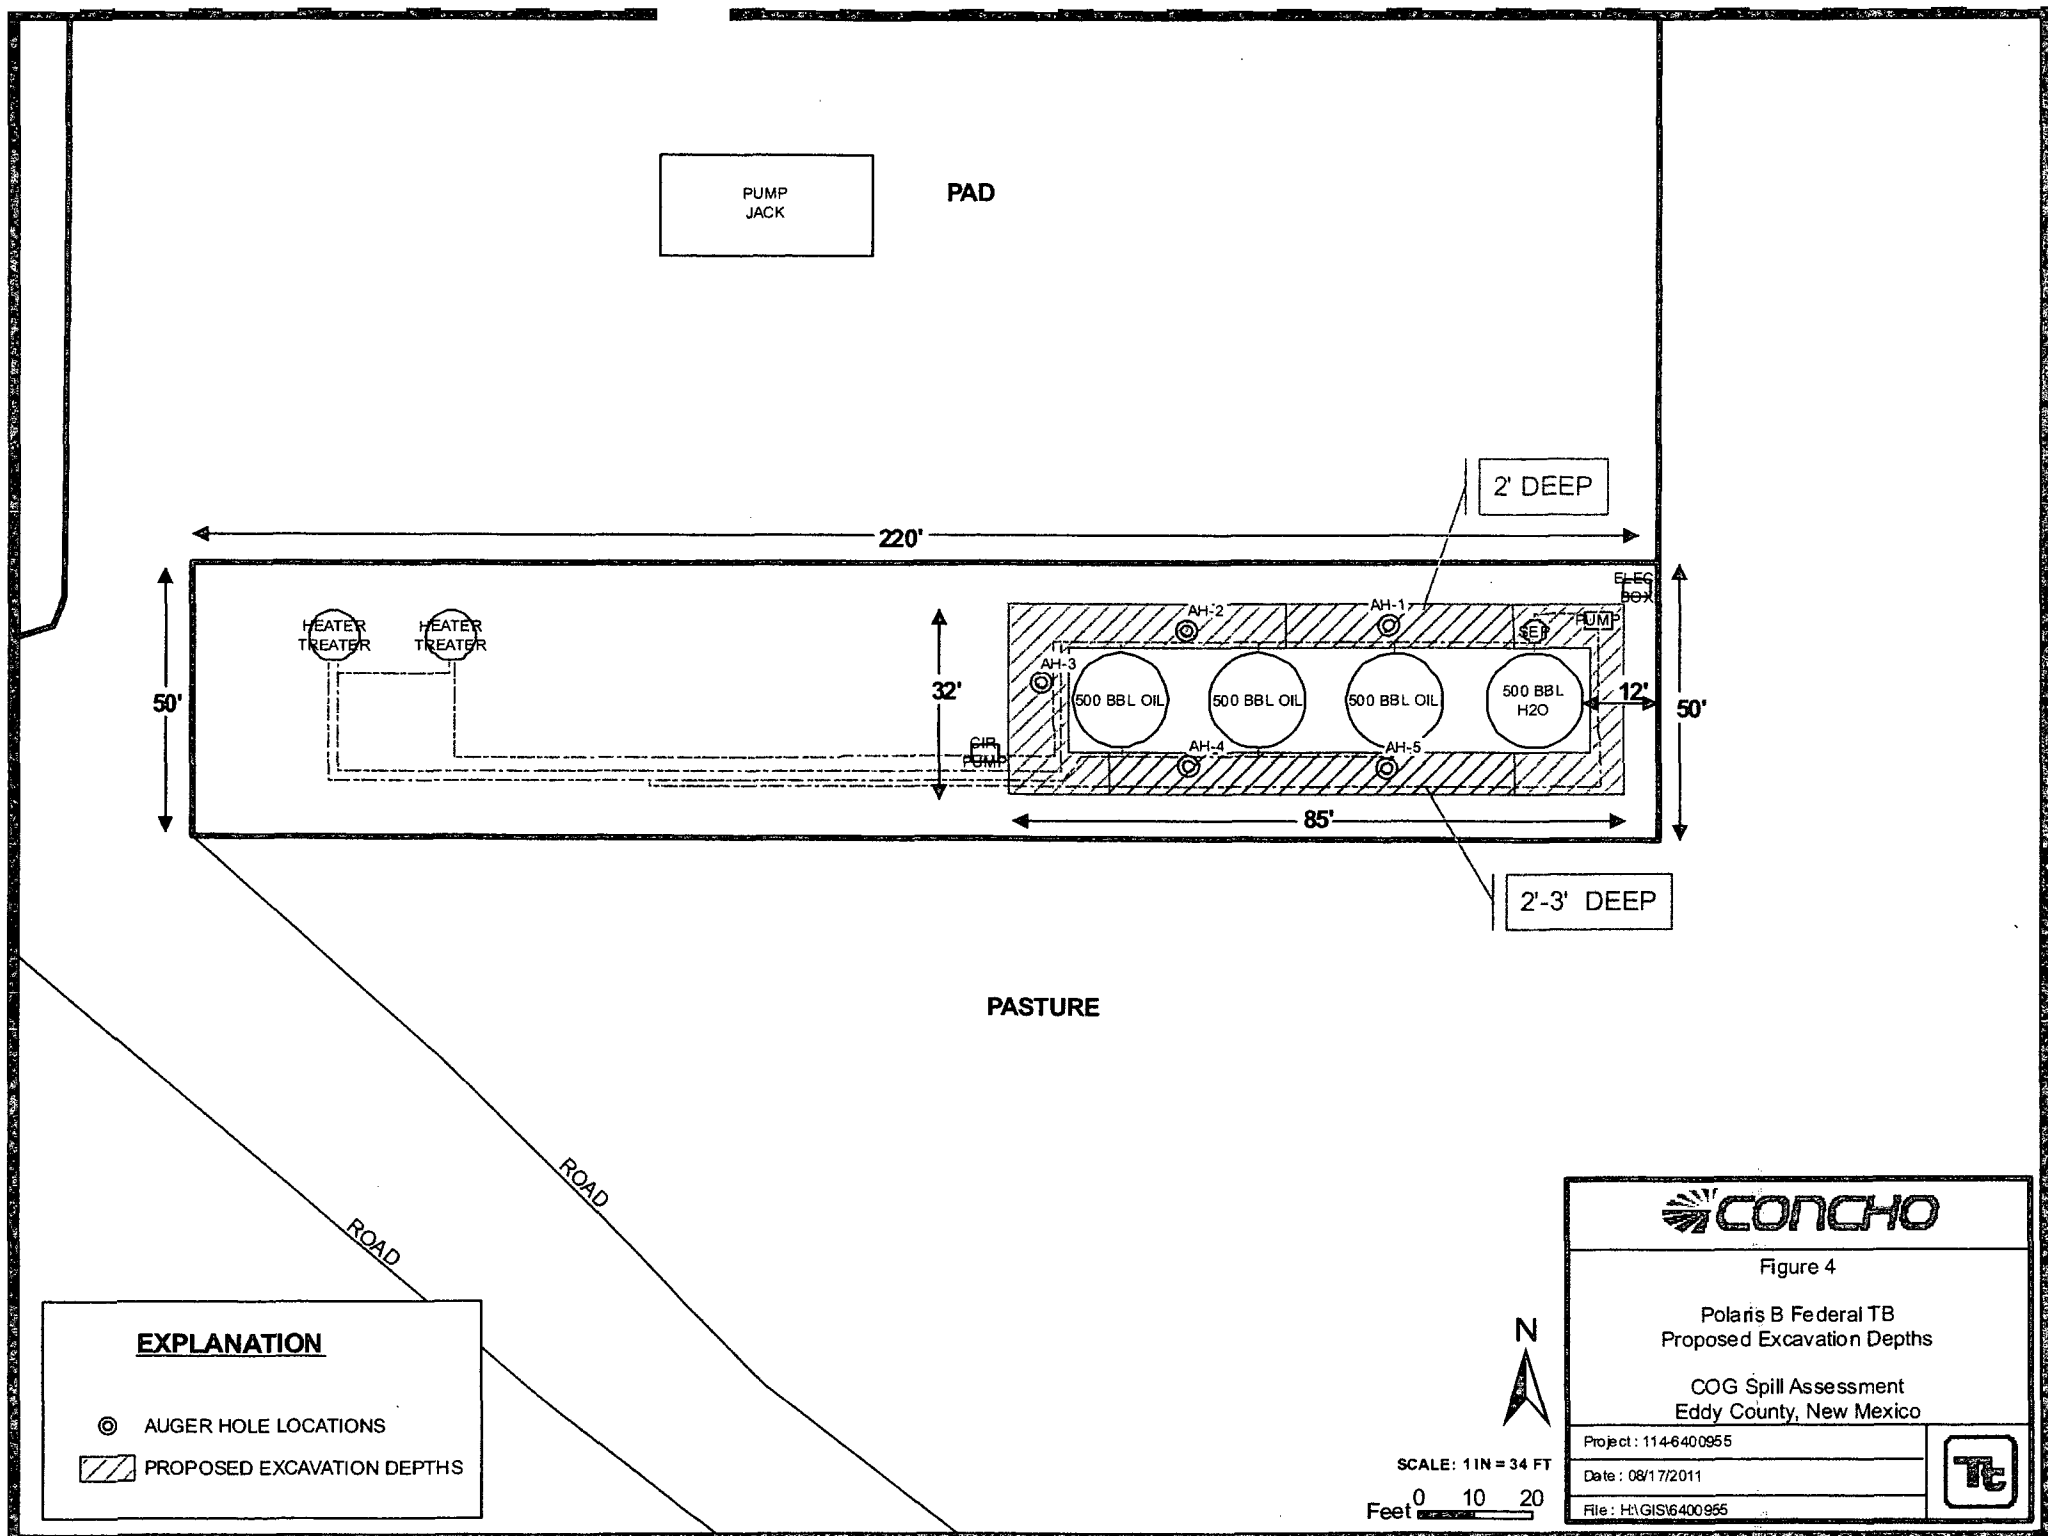 PUMP
JACK
PAD
2' DEEP
220'
ELEC
BOX
AH-2
AH-1
PUMP
SEP
HEATER
TREATER
HEATER
TREATER
AH-3
50'
32'
500 BBL OIL
500 BBL OIL
500 BBL OIL
500 BBL
H2O
12'
50'
CIR
PUMP
AH-4
AH-5
85'
2'-3' DEEP
PASTURE
ROAD
ROAD
EXPLANATION
AUGER HOLE LOCATIONS
PROPOSED EXCAVATION DEPTHS
N
SCALE: 1 IN = 34 FT
Feet 0 10 20
CONCHO
Figure 4
Polaris B Federal TB
Proposed Excavation Depths
COG Spill Assessment
Eddy County, New Mexico
Project : 114-6400955
Date : 08/17/2011
File : H:\GIS\6400955
Tt